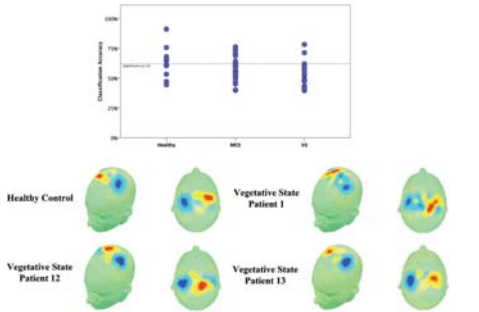 100%
75%
50%
25%
0%
Classification Accuracy
Healthy
MCS
VS
Healthy Control
Vegetative State
Patient 1
Vegetative State
Patient 12
Vegetative State
Patient 13